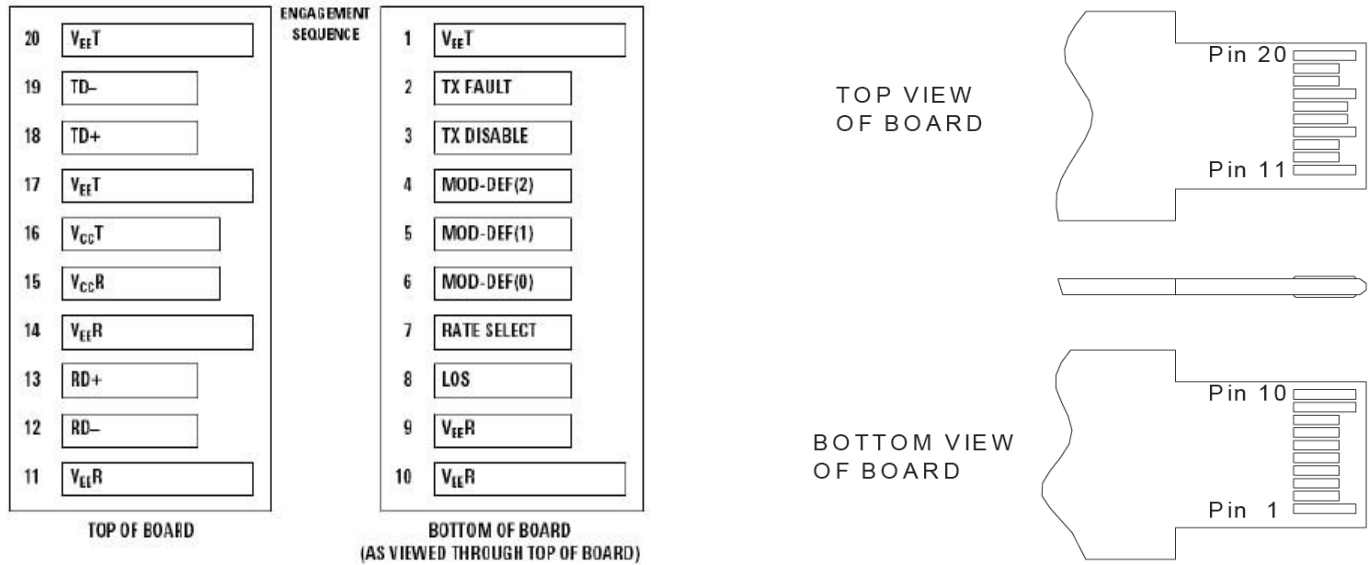 ENGAGEMENT
SEQUENCE
20 VEET
19 TD–
18 TD+
17 VEET
16 VCCT
15 VCCR
14 VEER
13 RD+
12 RD–
11 VEER
TOP OF BOARD
1 VEET
2 TX FAULT
3 TX DISABLE
4 MOD-DEF(2)
5 MOD-DEF(1)
6 MOD-DEF(0)
7 RATE SELECT
8 LOS
9 VEER
10 VEER
BOTTOM OF BOARD
(AS VIEWED THROUGH TOP OF BOARD)
TOP VIEW
OF BOARD
Pin 20
Pin 11
BOTTOM VIEW
OF BOARD
Pin 10
Pin 1